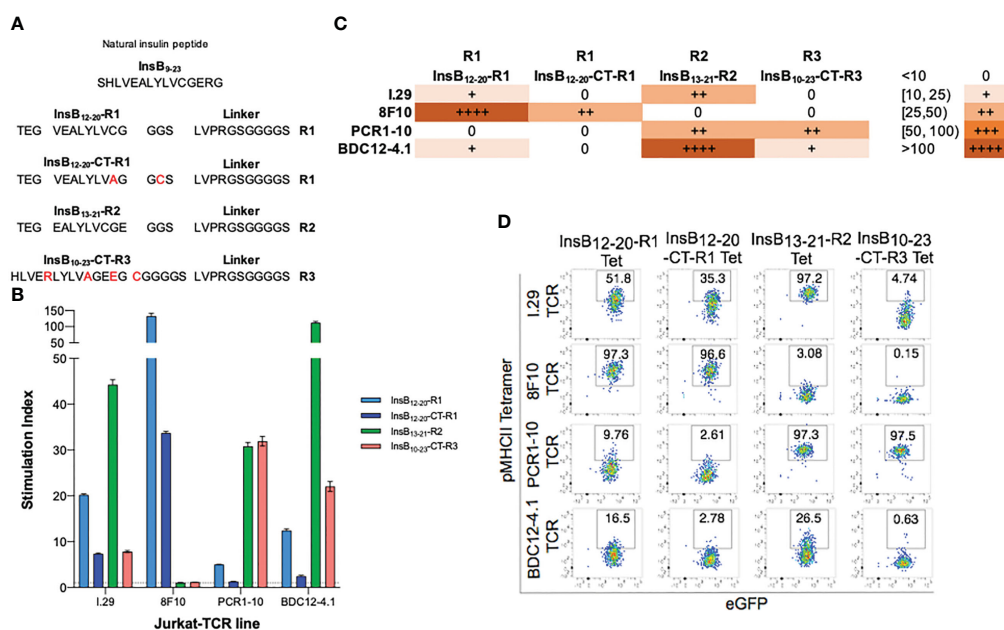 A
Natural insulin peptide
InsB9-23
SHLVEALYLVCGERG
InsB12-20-R1 Linker
TEG VEALYLVCG GGS LVPRGSGGGGS R1
InsB12-20-CT-R1 Linker
TEG VEALYLVAG GCS LVPRGSGGGGS R1
InsB13-21-R2 Linker
TEG EALYLVCGE GGS LVPRGSGGGGS R2
InsB10-23-CT-R3 Linker
HLVERLYLVAGEEG CGGGGS LVPRGSGGGGS R3
B
Stimulation Index
150
100
50
50
40
30
20
10
0
I.29 8F10 PCR1-10 BDC12-4.1
Jurkat-TCR line
InsB12-20-R1
InsB12-20-CT-R1
InsB13-21-R2
InsB10-23-CT-R3
C
R1 R1 R2 R3
InsB12-20-R1 InsB12-20-CT-R1 InsB13-21-R2 InsB10-23-CT-R3
I.29 + 0 ++ 0
8F10 ++++ ++ 0 0
PCR1-10 0 0 ++ ++
BDC12-4.1 + 0 ++++ +
<10 0
[10, 25) +
[25,50) ++
[50, 100) +++
>100 ++++
D
InsB12-20-R1 Tet
InsB12-20-CT-R1 Tet
InsB13-21-R2 Tet
InsB10-23-CT-R3 Tet
pMHCII Tetramer
I.29 TCR
51.8 35.3 97.2 4.74
8F10 TCR
97.3 96.6 3.08 0.15
PCR1-10 TCR
9.76 2.61 97.3 97.5
BDC12-4.1 TCR
16.5 2.78 26.5 0.63
eGFP